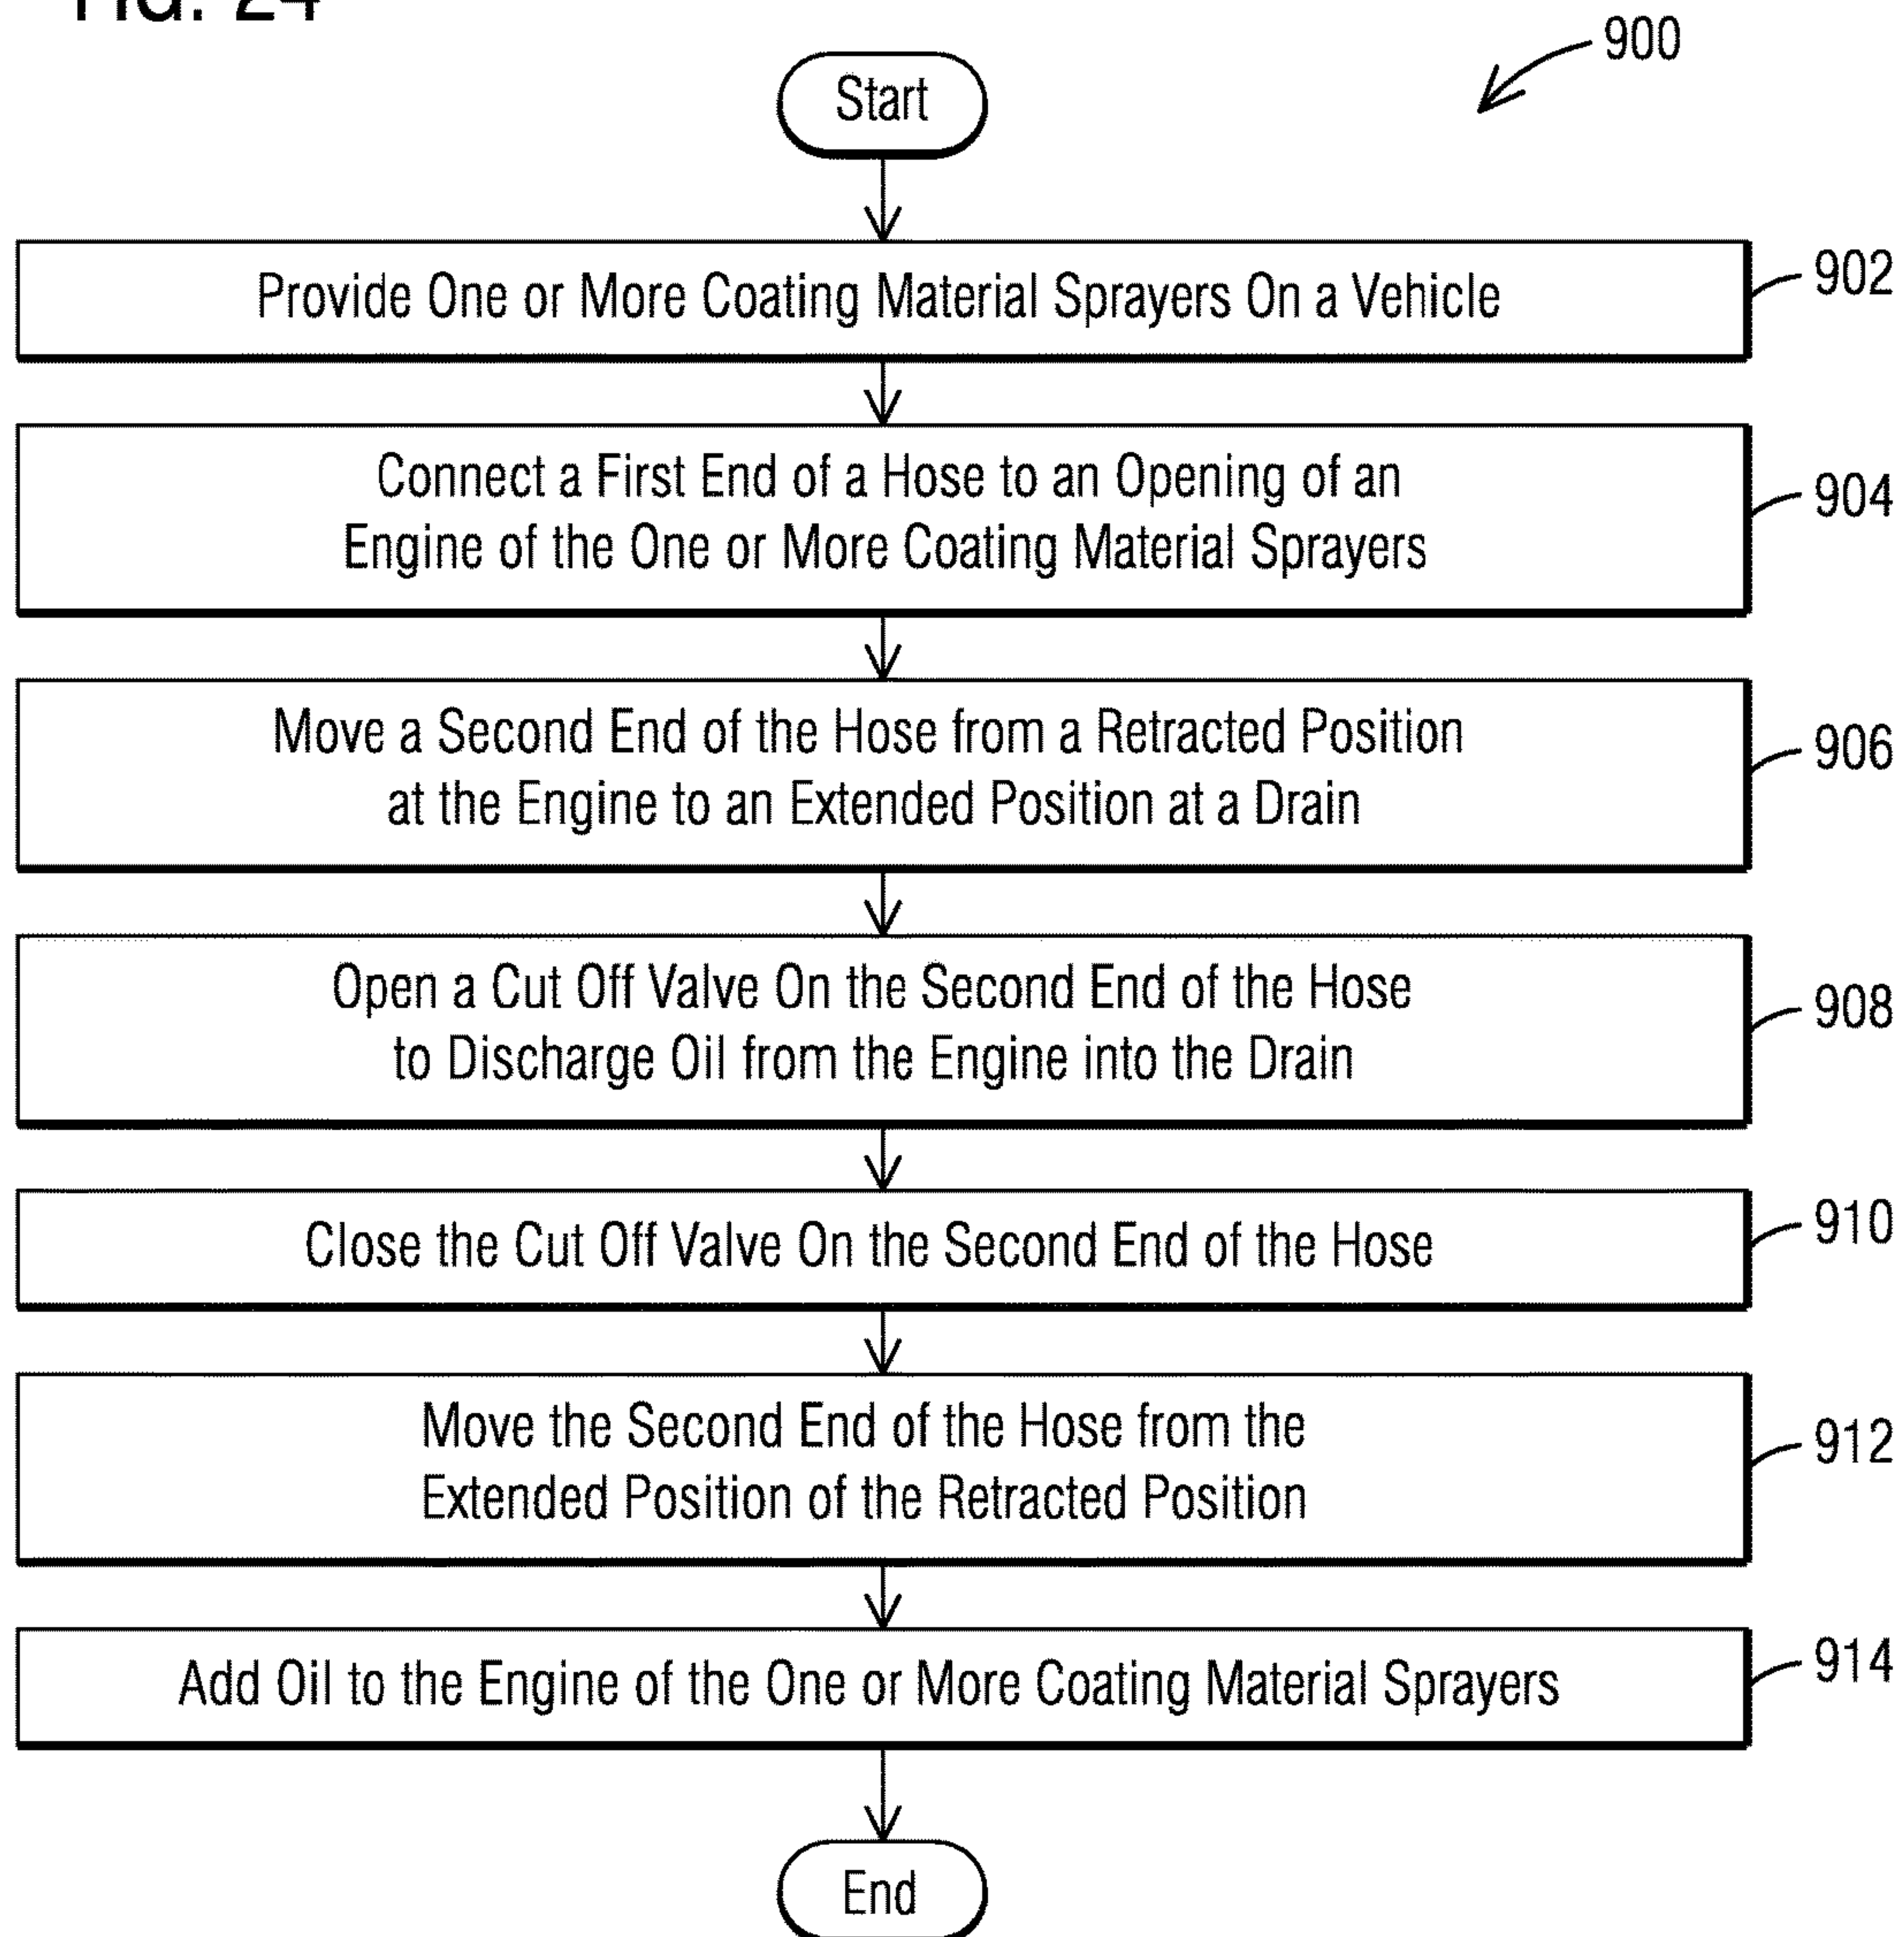 FIG. 24
900
Start
Provide One or More Coating Material Sprayers On a Vehicle
902
Connect a First End of a Hose to an Opening of an
Engine of the One or More Coating Material Sprayers
904
Move a Second End of the Hose from a Retracted Position
at the Engine to an Extended Position at a Drain
906
Open a Cut Off Valve On the Second End of the Hose
to Discharge Oil from the Engine into the Drain
908
Close the Cut Off Valve On the Second End of the Hose
910
Move the Second End of the Hose from the
Extended Position of the Retracted Position
912
Add Oil to the Engine of the One or More Coating Material Sprayers
914
End